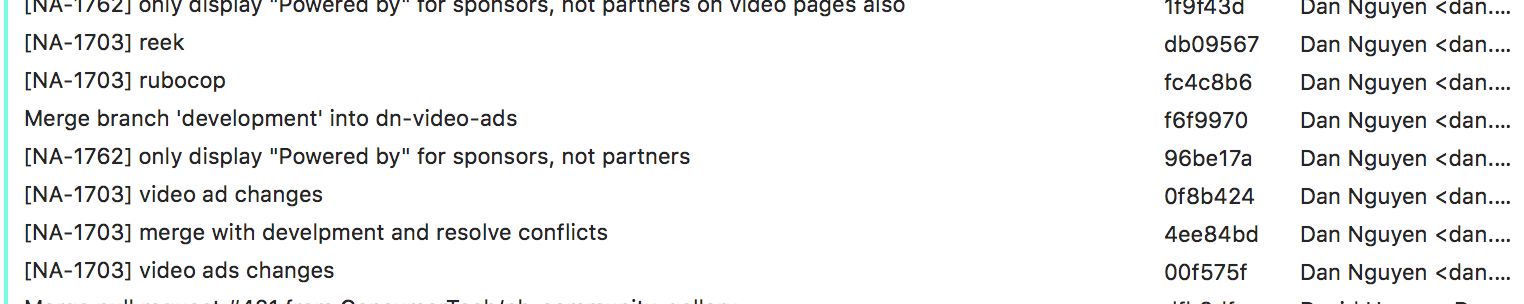 [NA-1762] only display "Powered by" for sponsors, not partners on video pages also 1f9f43d Dan Nguyen <dan....
[NA-1703] reek db09567 Dan Nguyen <dan....
[NA-1703] rubocop fc4c8b6 Dan Nguyen <dan....
Merge branch 'development' into dn-video-ads f6f9970 Dan Nguyen <dan....
[NA-1762] only display "Powered by" for sponsors, not partners 96be17a Dan Nguyen <dan....
[NA-1703] video ad changes 0f8b424 Dan Nguyen <dan....
[NA-1703] merge with develpment and resolve conflicts 4ee84bd Dan Nguyen <dan....
[NA-1703] video ads changes 00f575f Dan Nguyen <dan....